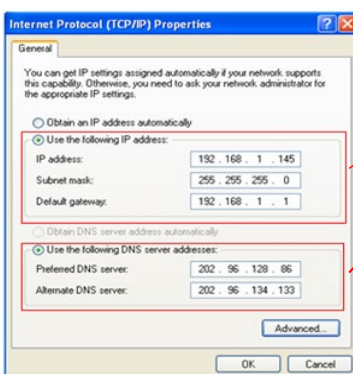 Internet Protocol (TCP/IP) Properties
General
You can get IP settings assigned automatically if your network supports
this capability. Otherwise, you need to ask your network administrator for
the appropriate IP settings.
Obtain an IP address automatically
Use the following IP address:
IP address: 192 . 168 . 1 . 145
Subnet mask: 255 . 255 . 255 . 0
Default gateway: 192 . 168 . 1 . 1
Obtain DNS server address automatically
Use the following DNS server addresses:
Preferred DNS server: 202 . 96 . 128 . 86
Alternate DNS server: 202 . 96 . 134 . 133
Advanced...
OK Cancel